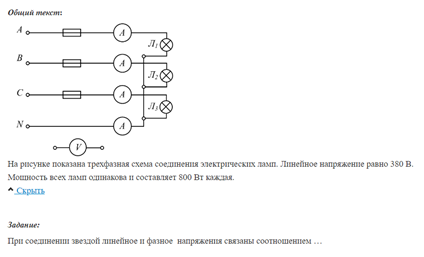 Общий текст:
A
A
Л1
B
A
Л2
C
A
Л3
N
A
V
На рисунке показана трехфазная схема соединения электрических ламп. Линейное напряжение равно 380 В.
Мощность всех ламп одинакова и составляет 800 Вт каждая.
Скрыть
Задание:
При соединении звездой линейное и фазное напряжения связаны соотношением …